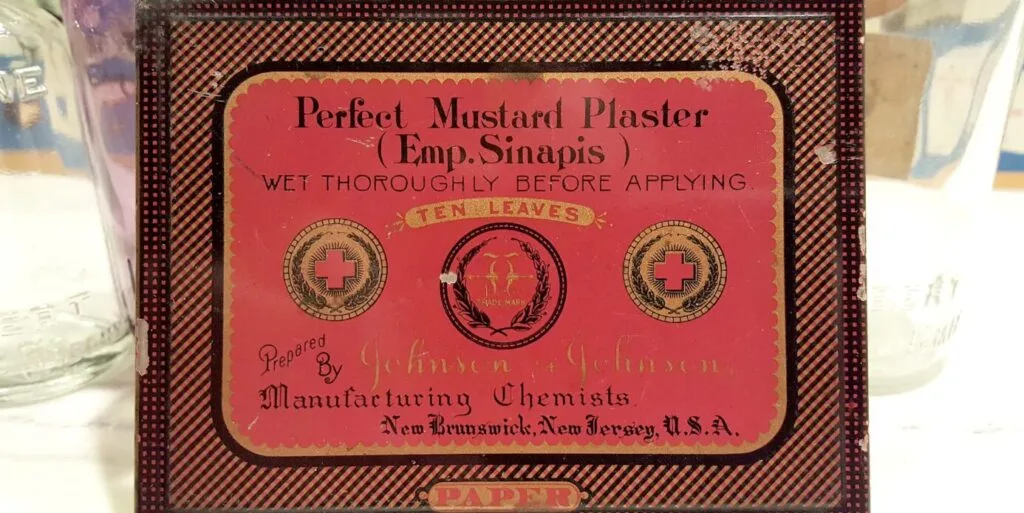 Perfect Mustard Plaster
(Emp. Sinapis)
WET THOROUGHLY BEFORE APPLYING.
TEN LEAVES
TRADE MARK
Prepared
By Johnson & Johnson,
Manufacturing Chemists,
New Brunswick, New Jersey, U.S.A.
PAPER